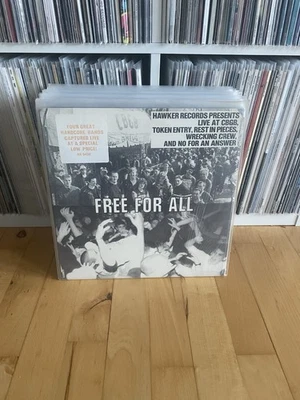 FOUR GREAT
HARDCORE BANDS
CAPTURED LIVE
AT A SPECIAL
LOW PRICE.
HAWKER RECORDS PRESENTS
LIVE AT CBGB,
TOKEN ENTRY, REST IN PIECES,
WRECKING CREW,
AND NO FOR AN ANSWER
FREE FOR ALL